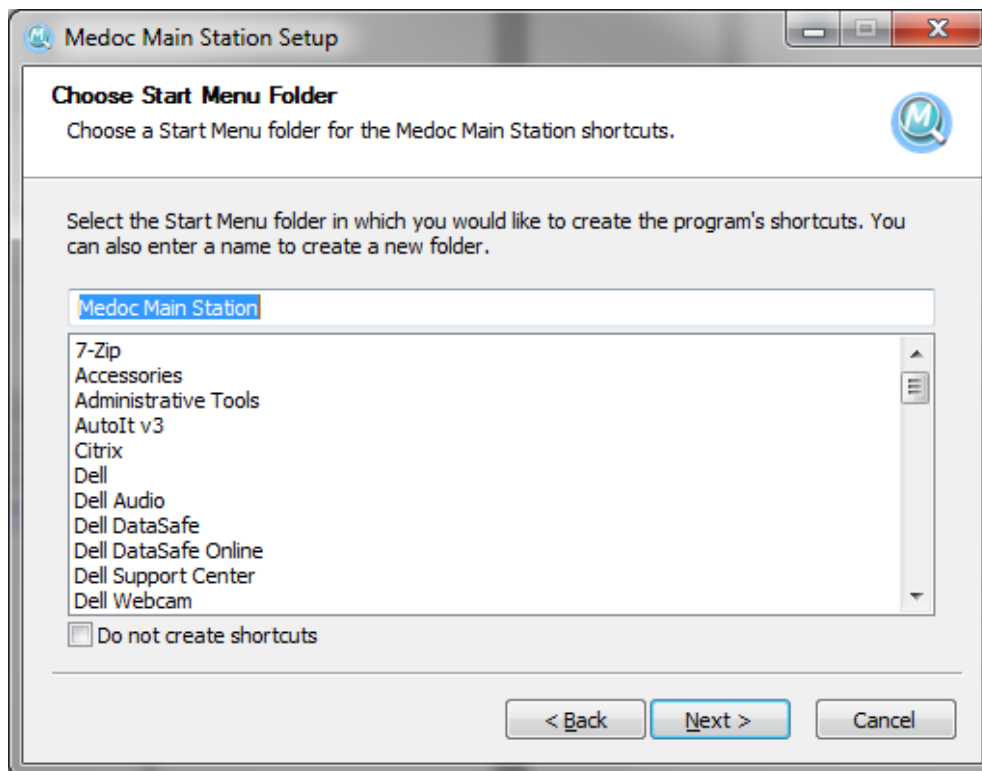 Medoc Main Station Setup
Choose Start Menu Folder
Choose a Start Menu folder for the Medoc Main Station shortcuts.
M
Select the Start Menu folder in which you would like to create the program's shortcuts. You
can also enter a name to create a new folder.
Medoc Main Station
7-Zip
Accessories
Administrative Tools
AutoIt v3
Citrix
Dell
Dell Audio
Dell DataSafe
Dell DataSafe Online
Dell Support Center
Dell Webcam
Do not create shortcuts
< Back
Next >
Cancel